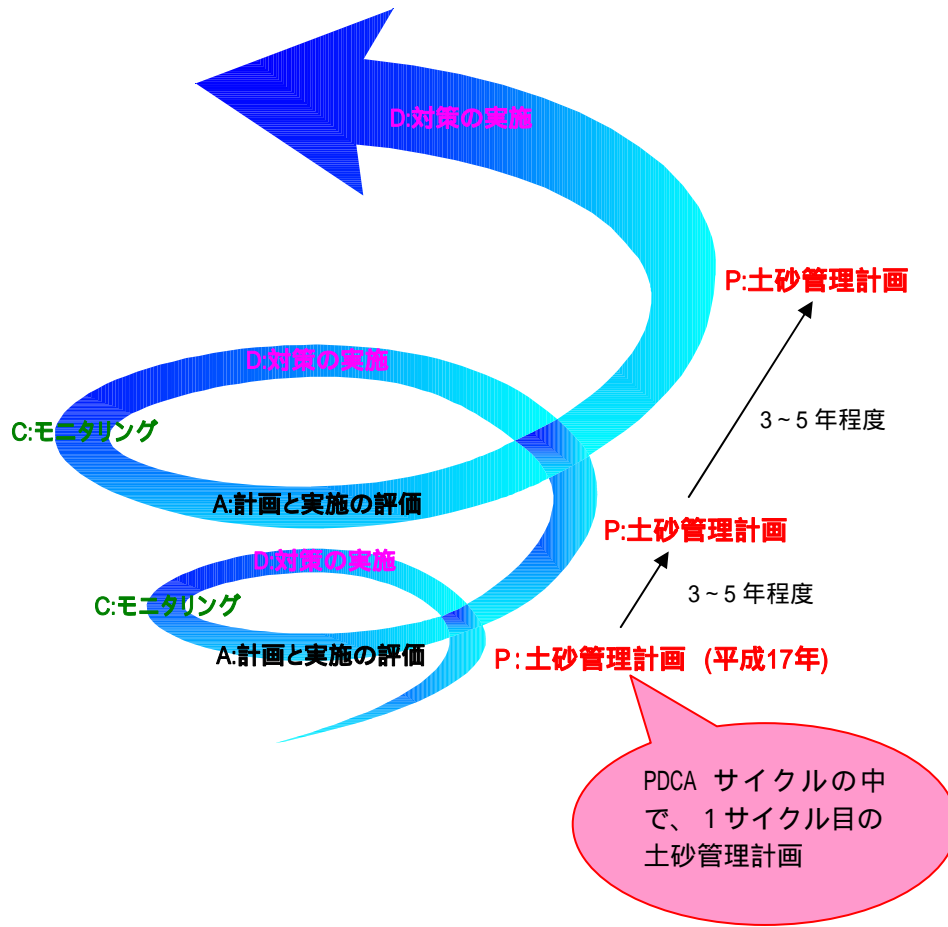 D:対策の実施
P:土砂管理計画
D:対策の実施
3~5年程度
C:モニタリング
A:計画と実施の評価
P:土砂管理計画
D:対策の実施
3~5年程度
C:モニタリング
A:計画と実施の評価
P:土砂管理計画 (平成17年)
PDCA サイクルの中
で、1サイクル目の
土砂管理計画